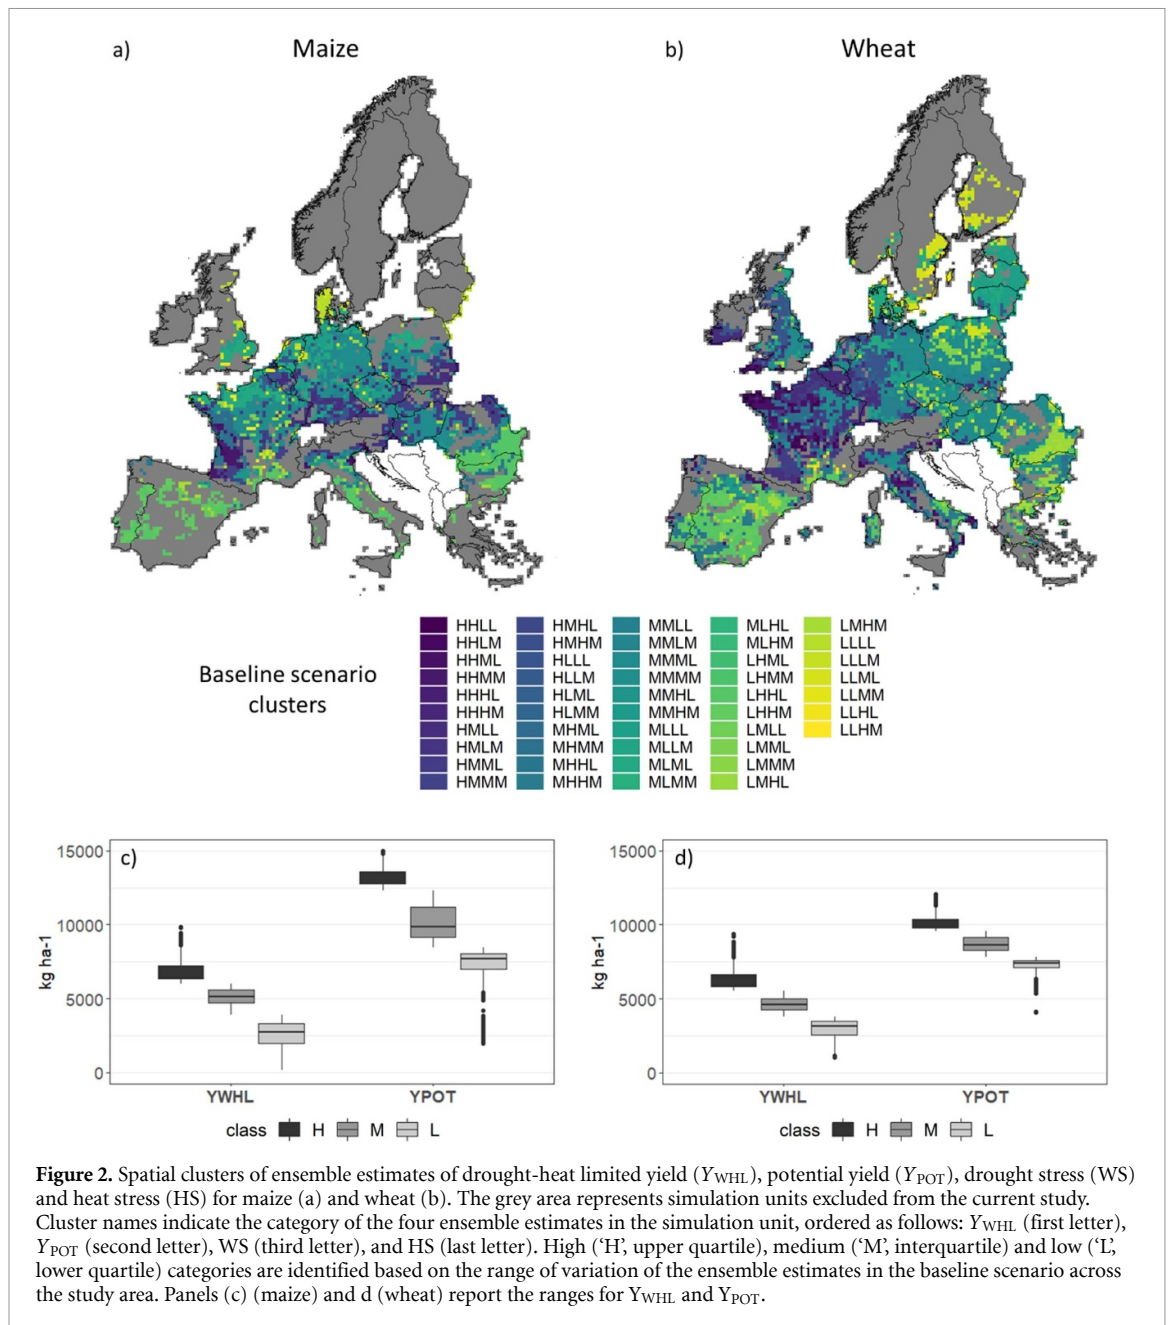 a) Maize
b) Wheat
Baseline scenario
clusters
HHLL HMHL MMLL MLHL LMHM
HHLM HMHM MMLM MLHM LLLL
HHML HLLL MMML LHML LLLM
HHMM HLLM MMMM LHMM LLML
HHHL HLML MMHL LHHL LLMM
HHHM HLMM MMHM LHHM LLHL
HMLL MHML MLLL LMLL LLHM
HMLM MHMM MLLM LMML
HMML MHHL MLML LMMM
HMMM MHHM MLMM LMHL
c)
kg ha-1
15000
10000
5000
0
YWHL YPOT
class H M L
d)
kg ha-1
15000
10000
5000
0
YWHL YPOT
class H M L
Figure 2. Spatial clusters of ensemble estimates of drought-heat limited yield (YWHL), potential yield (YPOT), drought stress (WS)
and heat stress (HS) for maize (a) and wheat (b). The grey area represents simulation units excluded from the current study.
Cluster names indicate the category of the four ensemble estimates in the simulation unit, ordered as follows: YWHL (first letter),
YPOT (second letter), WS (third letter), and HS (last letter). High (‘H’, upper quartile), medium (‘M’, interquartile) and low (‘L’,
lower quartile) categories are identified based on the range of variation of the ensemble estimates in the baseline scenario across
the study area. Panels (c) (maize) and d (wheat) report the ranges for YWHL and YPOT.